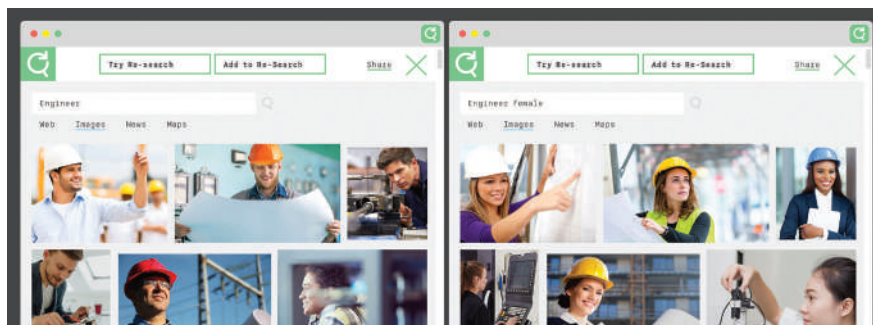 Try Re-search
Add to Re-Search
Share
Engineer
Web Images News Maps
Try Re-search
Add to Re-Search
Share
Engineer female
Web Images News Maps